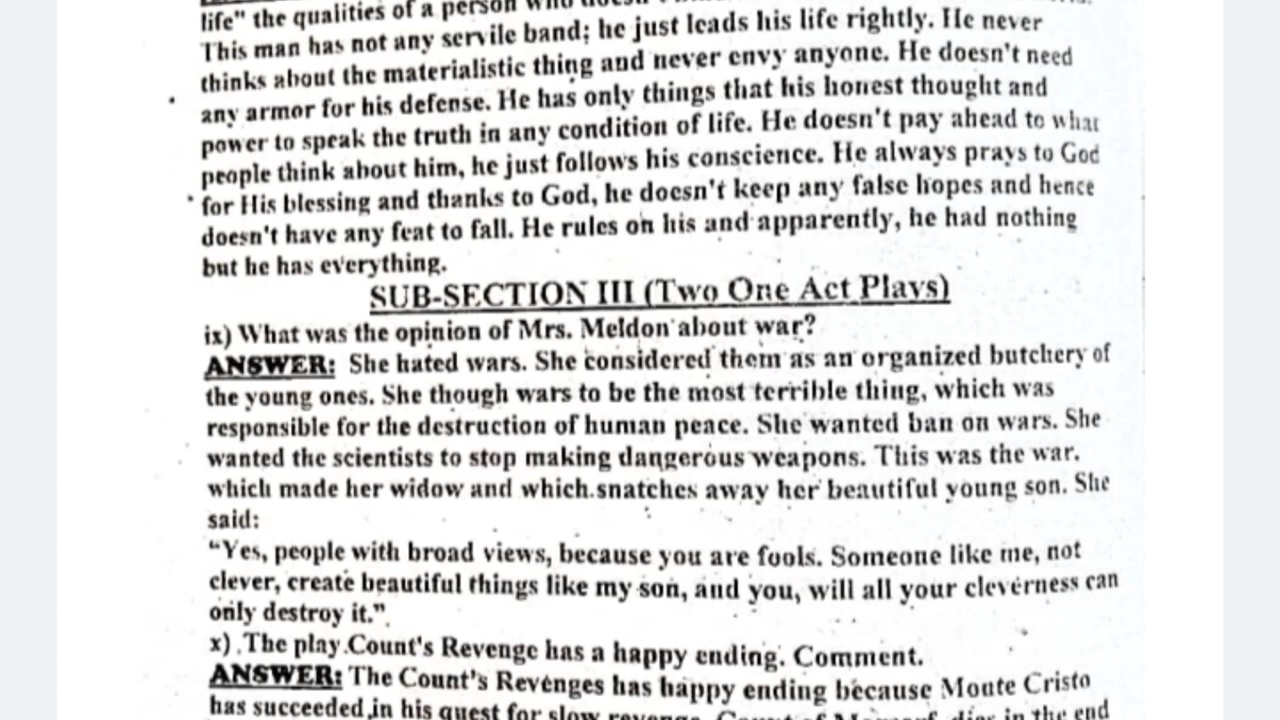 life" the qualities of a person who
This man has not any servile band; he just leads his life rightly. He never
thinks about the materialistic thing and never envy anyone. He doesn't need
any armor for his defense. He has only things that his honest thought and
power to speak the truth in any condition of life. He doesn't pay ahead to what
people think about him, he just follows his conscience. He always prays to God
for His blessing and thanks to God, he doesn't keep any false hopes and hence
doesn't have any feat to fall. He rules on his and apparently, he had nothing
but he has everything.
SUB-SECTION III (Two One Act Plays)
ix) What was the opinion of Mrs. Meldon about war?
ANSWER: She hated wars. She considered them as an organized butchery of
the young ones. She though wars to be the most terrible thing, which was
responsible for the destruction of human peace. She wanted ban on wars. She
wanted the scientists to stop making dangerous weapons. This was the war.
which made her widow and which snatches away her beautiful young son. She
said:
“Yes, people with broad views, because you are fools. Someone like me, not
clever, create beautiful things like my son, and you, will all your cleverness can
only destroy it.”
x) .The play Count's Revenge has a happy ending. Comment.
ANSWER: The Count's Revenges has happy ending because Monte Cristo
has succeeded in his quest for slow revenge. Count of dies in the end